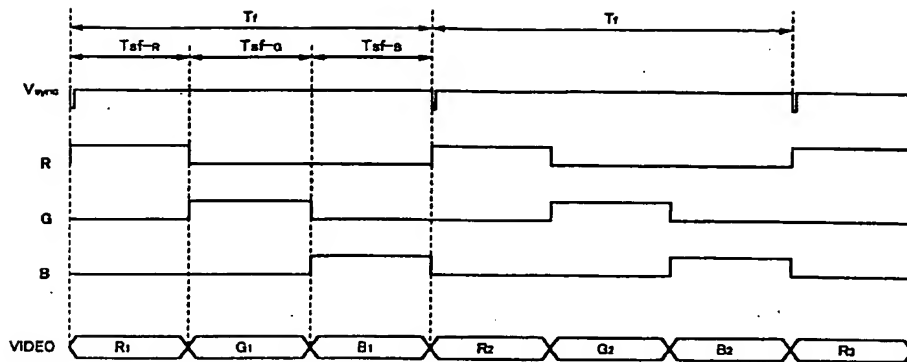 Tf Tf
Tsf-R Tsf-G Tsf-B
Vsync
R
G
B
VIDEO R1 G1 B1 R2 G2 B2 R3